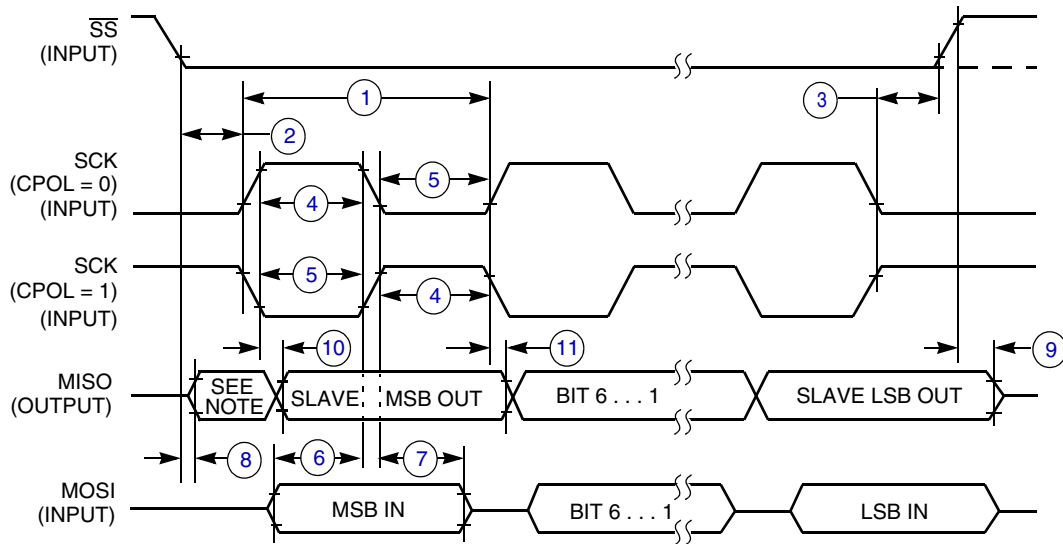 SS
(INPUT)
1
3
2
SCK
(CPOL = 0)
(INPUT)
5
4
SCK
(CPOL = 1)
(INPUT)
5
4
10
11
9
MISO
(OUTPUT)
SEE
NOTE
SLAVE
MSB OUT
BIT 6 . . . 1
SLAVE LSB OUT
8
6
7
MOSI
(INPUT)
MSB IN
BIT 6 . . . 1
LSB IN